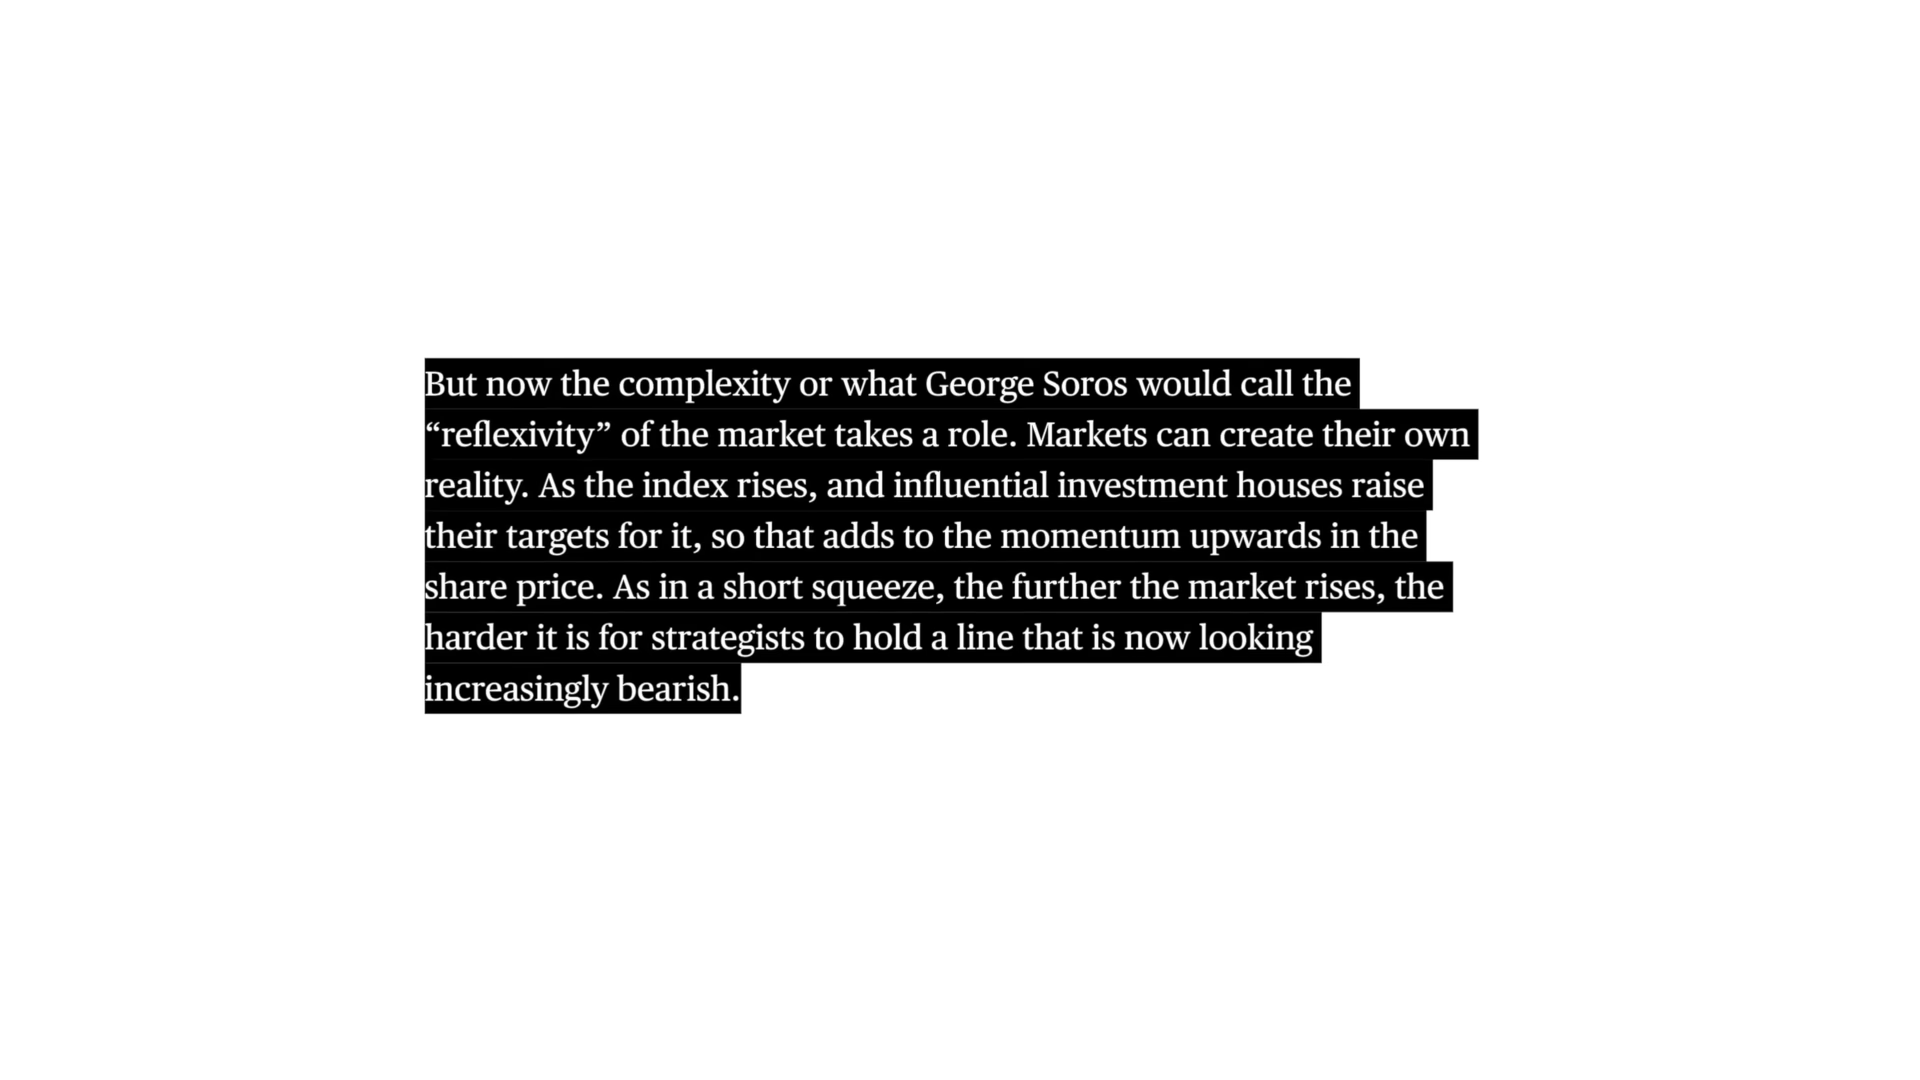 But now the complexity or what George Soros would call the
“reflexivity” of the market takes a role. Markets can create their own
reality. As the index rises, and influential investment houses raise
their targets for it, so that adds to the momentum upwards in the
share price. As in a short squeeze, the further the market rises, the
harder it is for strategists to hold a line that is now looking
increasingly bearish.